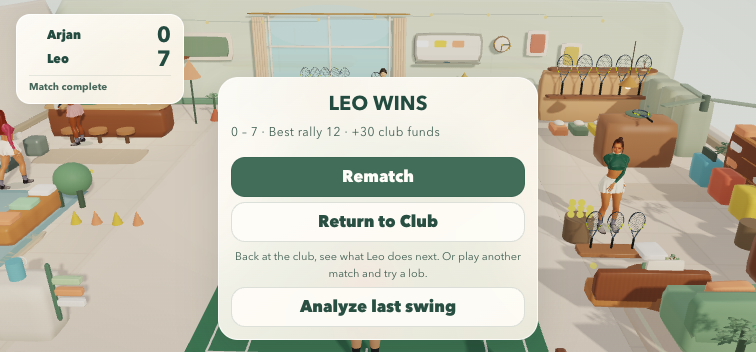 Arjan 0
Leo 7
Match complete
LEO WINS
0 – 7 · Best rally 12 · +30 club funds
Rematch
Return to Club
Back at the club, see what Leo does next. Or play another
match and try a lob.
Analyze last swing